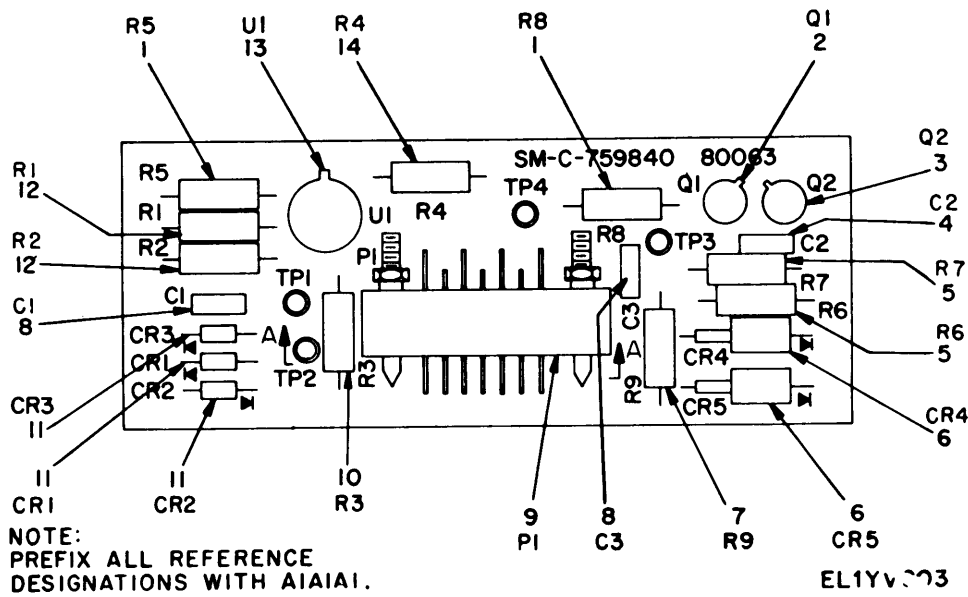 R5 U1 R4 R8 Q1
1 13 14 1 2
SM-C-759840 80063
R1
12
R2
12
C1
8
R5
R1
R2
C1
CR3
CR1
CR2
U1
R4
TP4
P1
TP1
A
TP2
R3
R8
TP3
C3
A
R9
Q1
Q2
C2
R7
R6
CR4
CR5
Q2
3
C2
4
R7
5
R6
5
CR4
6
CR3
11
11
CR1
11
CR2
10
R3
9
P1
8
C3
7
R9
6
CR5
NOTE:
PREFIX ALL REFERENCE
DESIGNATIONS WITH A1A1A1.